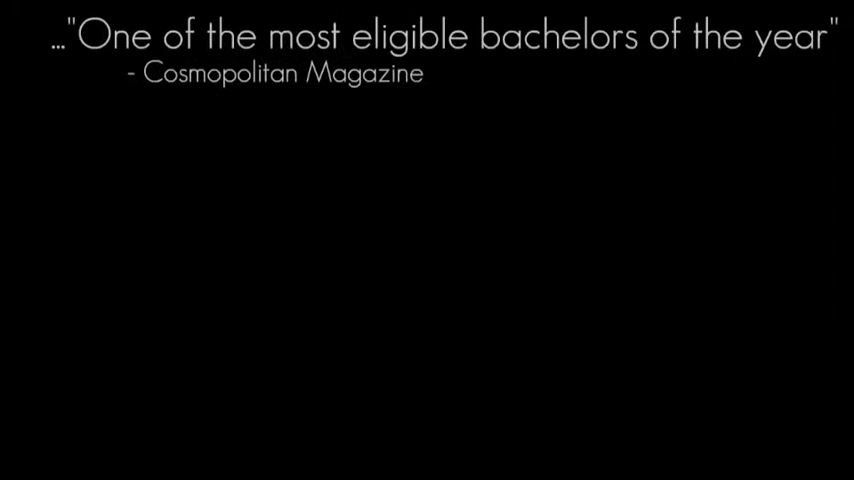 ..."One of the most eligible bachelors of the year"
- Cosmopolitan Magazine